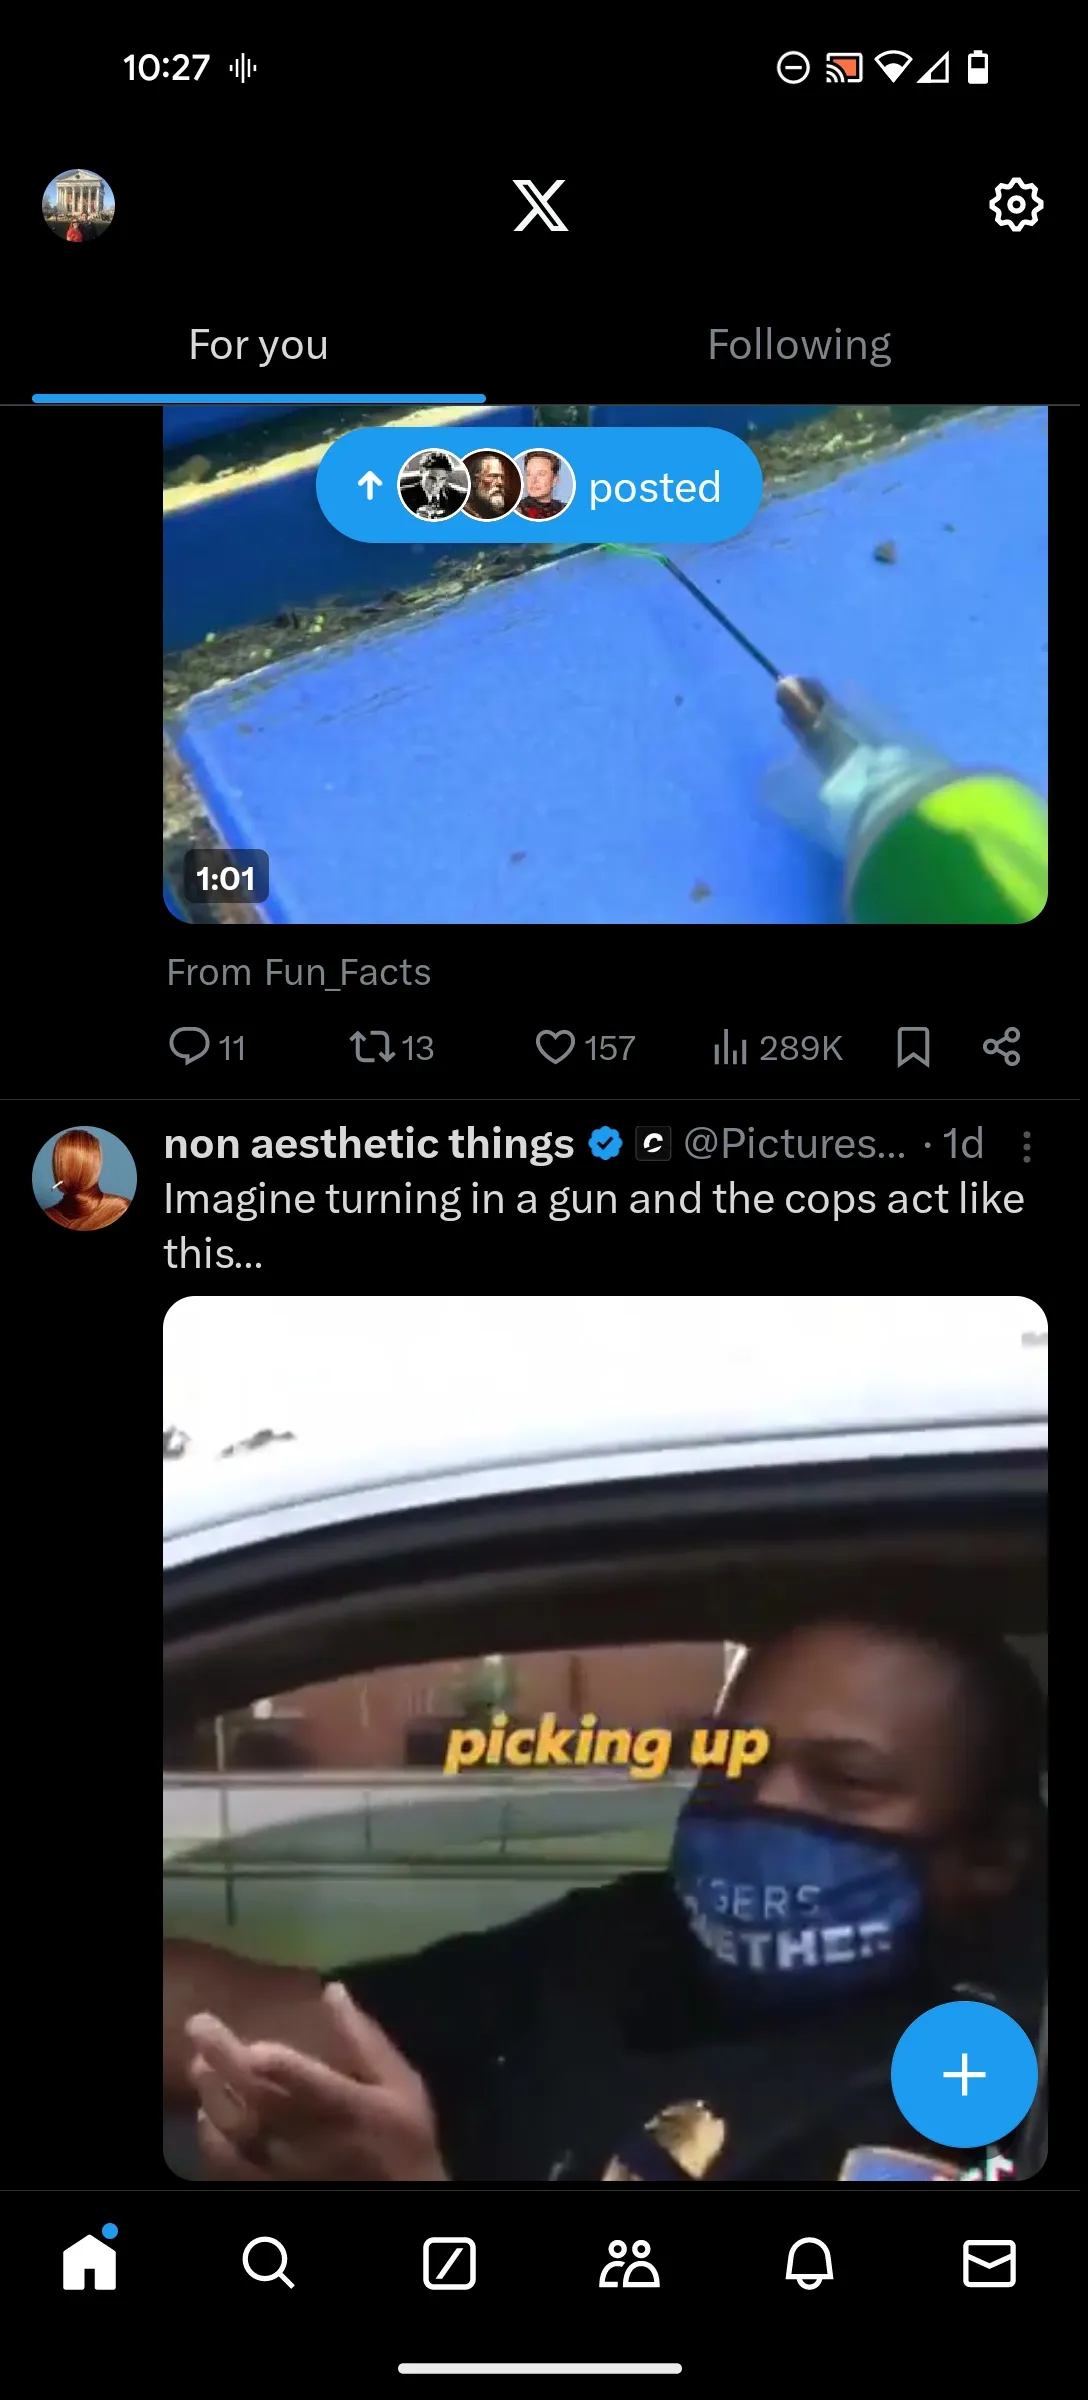 10:27
For you
Following
posted
1:01
From Fun_Facts
11
13
157
289K
non aesthetic things @Pictures... · 1d
Imagine turning in a gun and the cops act like
this...
picking up
GERS
ETHER